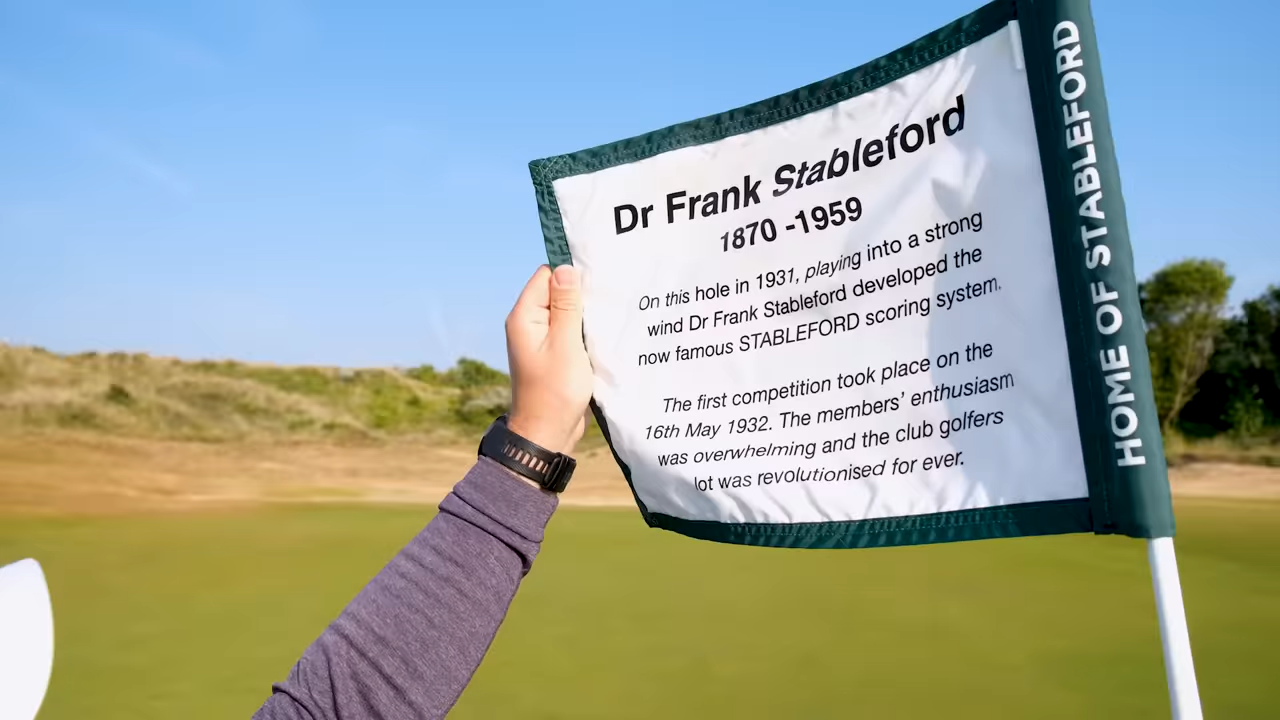 Dr Frank Stableford
1870 -1959
On this hole in 1931, playing into a strong
wind Dr Frank Stableford developed the
now famous STABLEFORD scoring system.
The first competition took place on the
16th May 1932. The members’ enthusiasm
was overwhelming and the club golfers
lot was revolutionised for ever.
HOME OF STABLEFORD